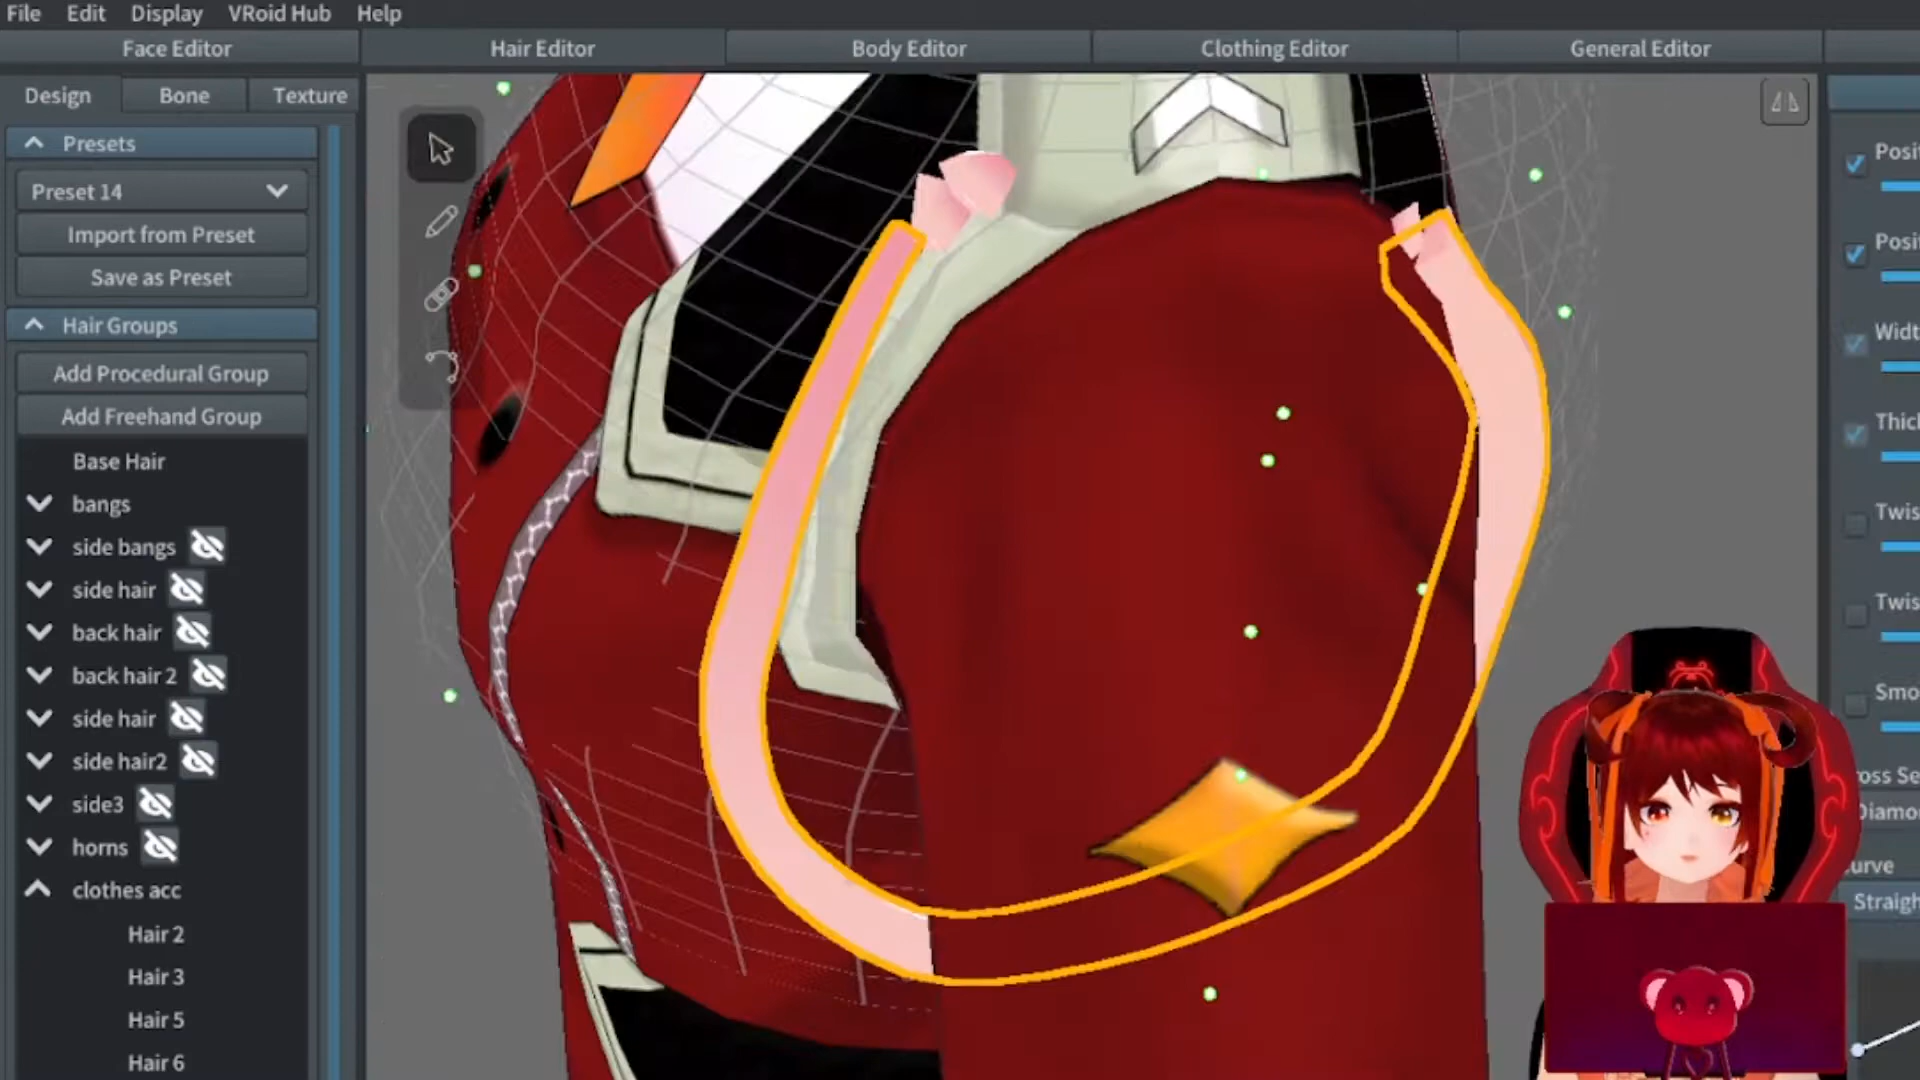 File Edit Display VRoid Hub Help
Face Editor Hair Editor Body Editor Clothing Editor General Editor
Design Bone Texture
Presets
Preset 14
Import from Preset
Save as Preset
Hair Groups
Add Procedural Group
Add Freehand Group
Base Hair
bangs
side bangs
side hair
back hair
back hair 2
side hair
side hair2
side3
horns
clothes acc
Hair 2
Hair 3
Hair 5
Hair 6
Posit
Posit
Widt
Thic
Twis
Twis
Smo
ross Se
Diamo
urve
Straigh